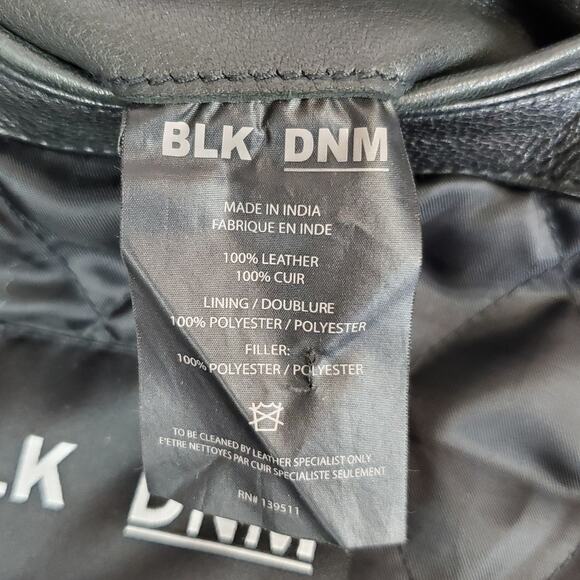 BLK DNM
MADE IN INDIA
FABRIQUE EN INDE
100% LEATHER
100% CUIR
LINING / DOUBLURE
100% POLYESTER / POLYESTER
FILLER:
100% POLYESTER / POLYESTER
TO BE CLEANED BY LEATHER SPECIALIST ONLY
E'ETRE NETTOYES PAR CUIR SPECIALISTE SEULEMENT
RN# 139511
LK DNM